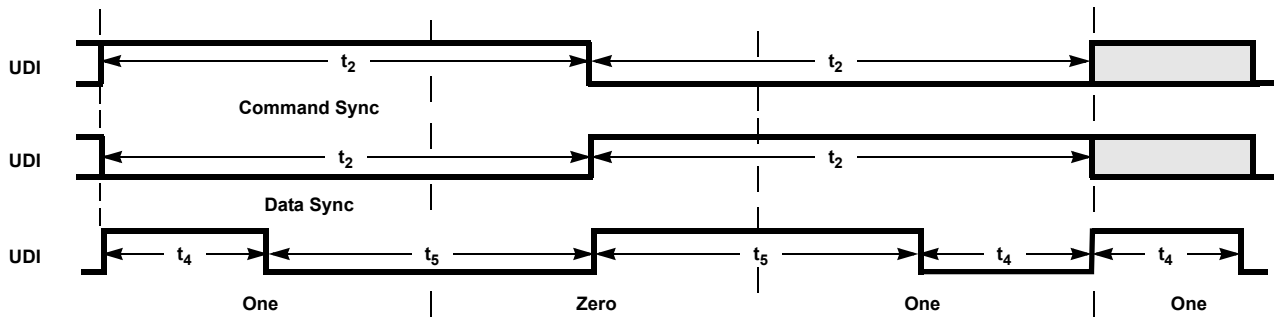 UDI t2 t2
Command Sync
UDI t2 t2
Data Sync
UDI t4 t5 t5 t4 t4
One Zero One One